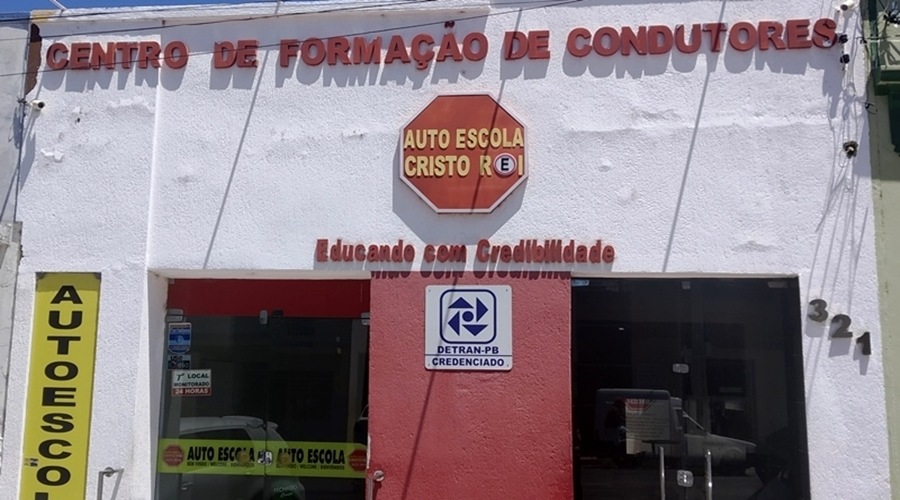 CENTRO DE FORMAÇÃO DE CONDUTORES
AUTO ESCOLA
CRISTO REI
Educando com Credibilidade
DETRAN-PB
CREDENCIADO
321
AUTOESCOL
LOCAL
MONITORADO
24 HORAS
AUTO ESCOLA
AUTO ESCOLA